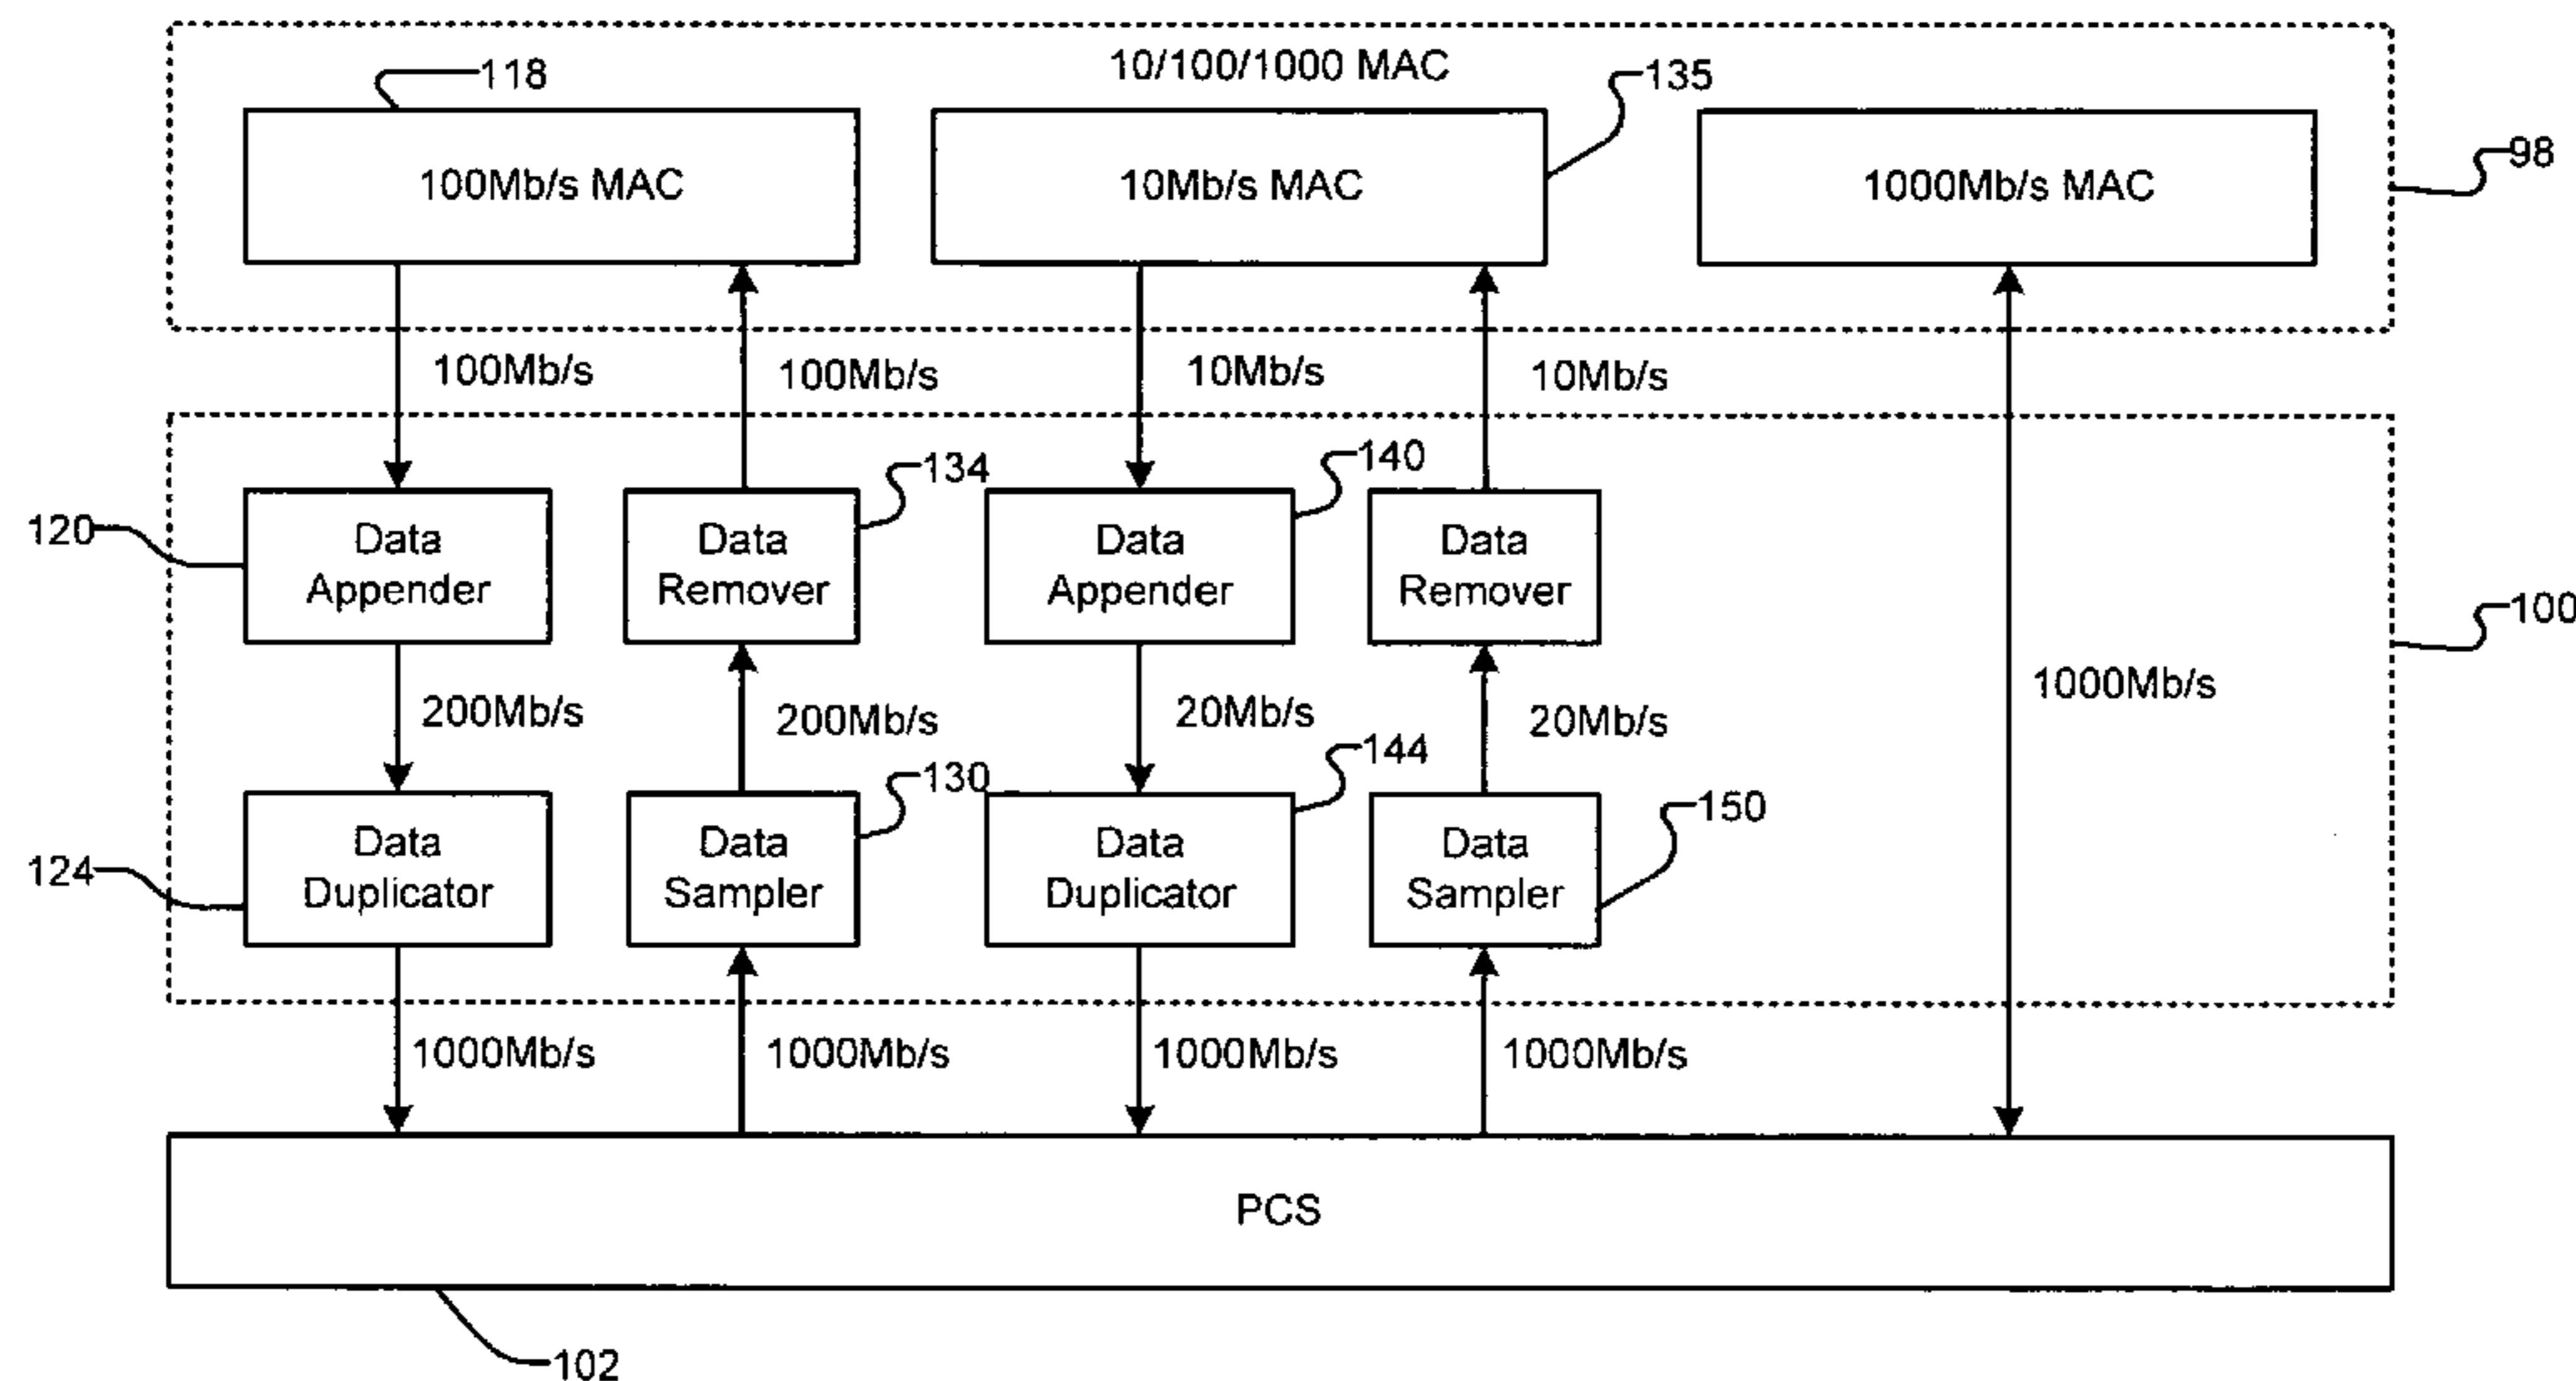 118
10/100/1000 MAC
135
100Mb/s MAC
10Mb/s MAC
1000Mb/s MAC
98
100Mb/s
100Mb/s
10Mb/s
10Mb/s
120
Data
Appender
134
Data
Remover
140
Data
Appender
Data
Remover
100
200Mb/s
200Mb/s
20Mb/s
20Mb/s
1000Mb/s
124
Data
Duplicator
130
Data
Sampler
144
Data
Duplicator
150
Data
Sampler
1000Mb/s
1000Mb/s
1000Mb/s
1000Mb/s
PCS
102